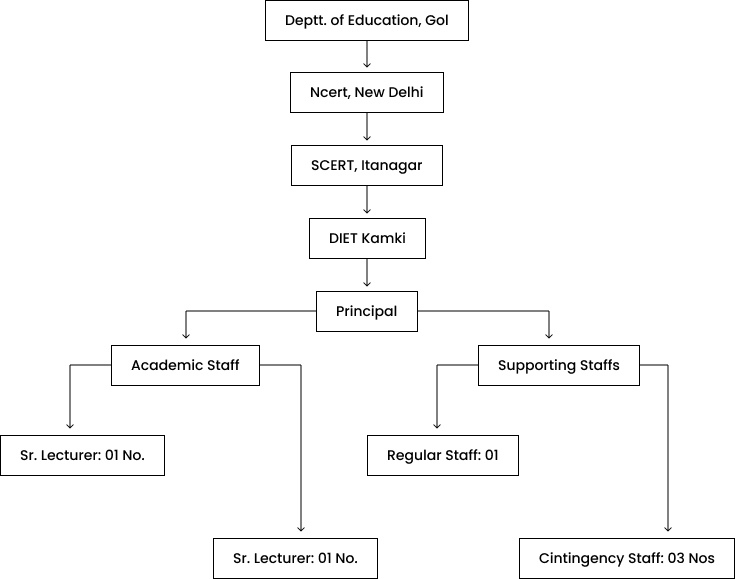 Deptt. of Education, GoI
Ncert, New Delhi
SCERT, Itanagar
DIET Kamki
Principal
Academic Staff
Supporting Staffs
Sr. Lecturer: 01 No.
Regular Staff: 01
Sr. Lecturer: 01 No.
Cintingency Staff: 03 Nos